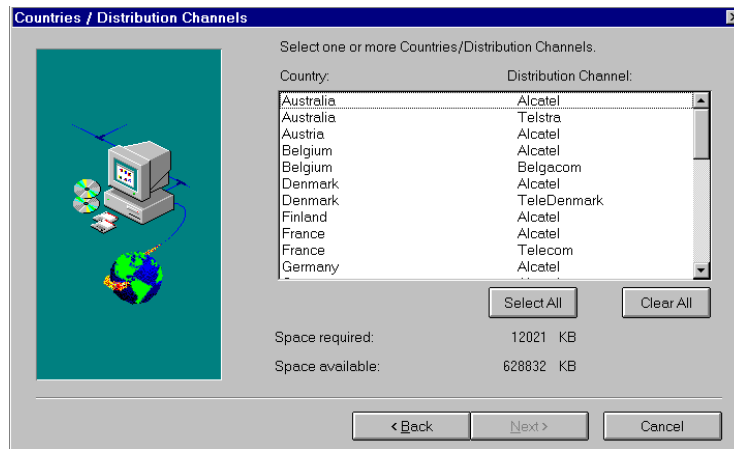 Countries / Distribution Channels
Select one or more Countries/Distribution Channels.
Country: Distribution Channel:
Australia Alcatel
Australia Telstra
Austria Alcatel
Belgium Alcatel
Belgium Belgacom
Denmark Alcatel
Denmark TeleDenmark
Finland Alcatel
France Alcatel
France Telecom
Germany Alcatel
Select All Clear All
Space required: 12021 KB
Space available: 628832 KB
< Back Next > Cancel